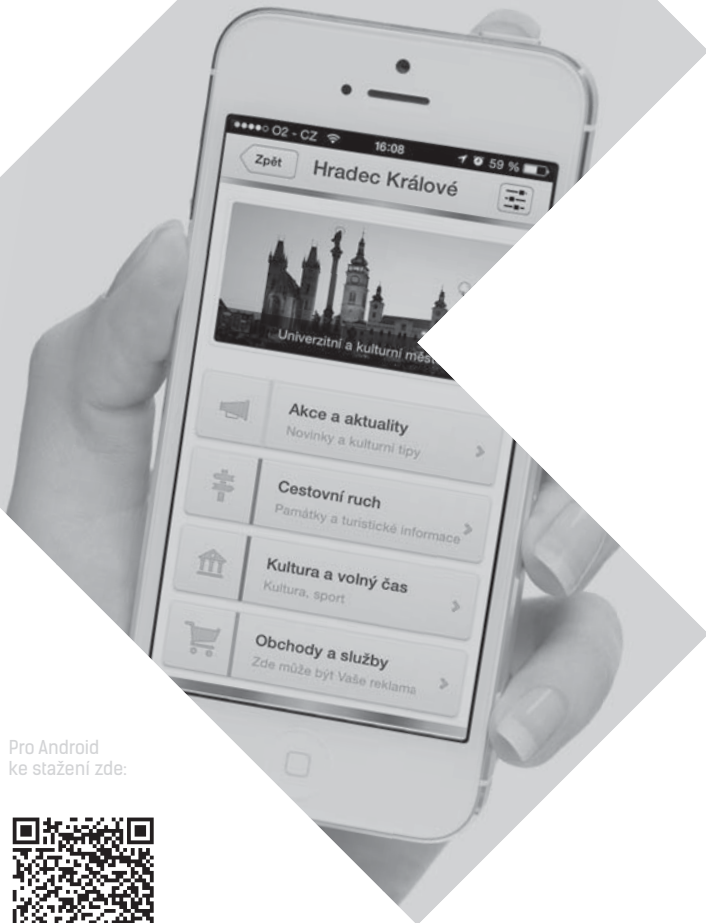 O2 - CZ 16:08 59 %
Zpět Hradec Králové
Univerzitní a kulturní
Akce a aktuality
Novinky a kulturní tipy
Cestovní ruch
Památky a turistické informace
Kultura a volný čas
Kultura, sport
Obchody a služby
Zde může být Vaše reklama
Pro Android
ke stažení zde: